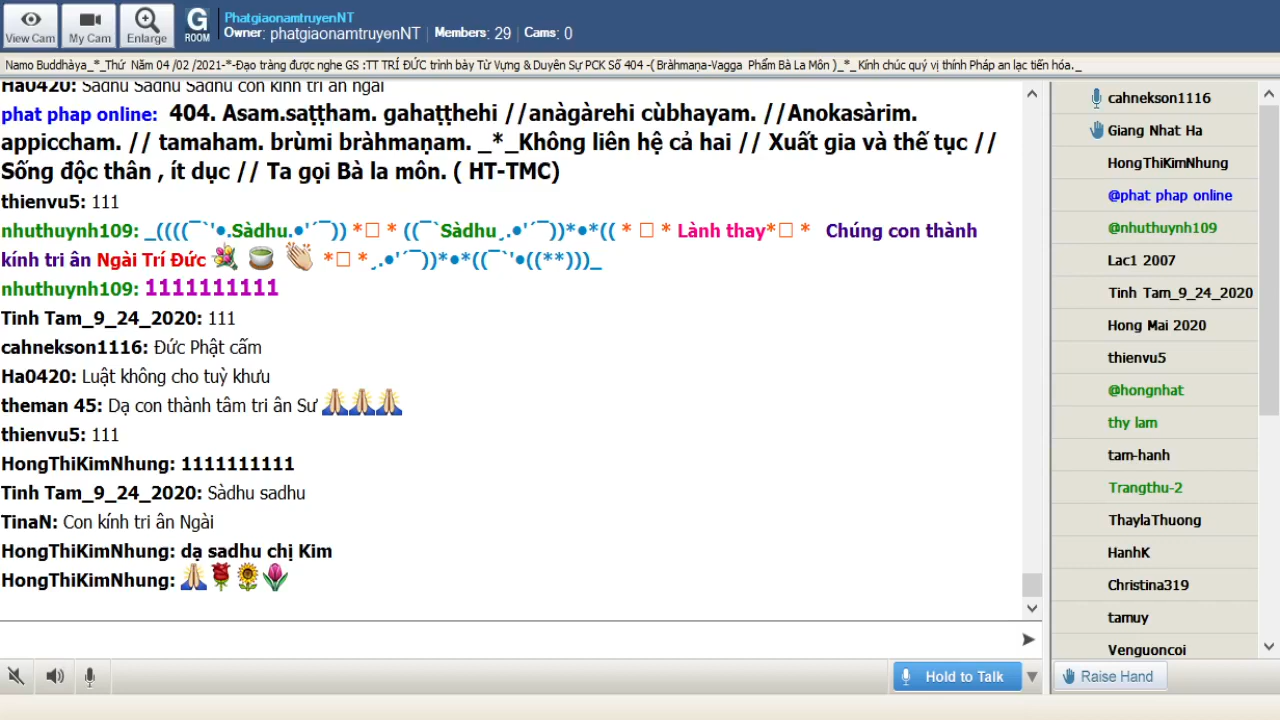 PhatgiaonamtruyenNT
Owner: phatgiaonamtruyenNT | Members: 29 | Cams: 0
View Cam
My Cam
Enlarge
G ROOM
Namo Buddhàya_*_Thứ Năm 04 /02 /2021-*-Đạo tràng được nghe GS :TT TRÍ ĐỨC trình bày Từ Vựng & Duyên Sự PCK Số 404 -( Bràhmaṇa-Vagga Phẩm Bà La Môn )_*_ Kính chúc quý vị thính Pháp an lạc tiến hóa._
Ha0420: Sadhu Sadhu Sadhu con kính tri ân ngài
phat phap online: 404. Asam.saṭṭham. gahaṭṭhehi //anàgàrehi cùbhayam. //Anokasàrim.
appiccham. // tamaham. brùmi bràhmaṇam. _*_Không liên hệ cả hai // Xuất gia và thế tục //
Sống độc thân , ít dục // Ta gọi Bà la môn. ( HT-TMC)
thienvu5: 111
nhuthuynh109: _((((¯`'●.Sàdhu.●'´¯)) *□ * ((¯`Sàdhu¸.●'´¯))*●*(( * □ * Lành thay*□ * Chúng con thành
kính tri ân Ngài Trí Đức 💐 🍵 👏 *□ *¸.●'´¯))*●*((¯`'●((**)))_
nhuthuynh109: 1111111111
Tinh Tam_9_24_2020: 111
cahnekson1116: Đức Phật cấm
Ha0420: Luật không cho tuỳ khưu
theman 45: Dạ con thành tâm tri ân Sư 🙏🙏🙏
thienvu5: 111
HongThiKimNhung: 1111111111
Tinh Tam_9_24_2020: Sàdhu sadhu
TinaN: Con kính tri ân Ngài
HongThiKimNhung: dạ sadhu chị Kim
HongThiKimNhung: 🙏🌹🌻🌷
Hold to Talk
cahnekson1116
Giang Nhat Ha
HongThiKimNhung
@phat phap online
@nhuthuynh109
Lac1 2007
Tinh Tam_9_24_2020
Hong Mai 2020
thienvu5
@hongnhat
thy lam
tam-hanh
Trangthu-2
ThaylaThuong
HanhK
Christina319
tamuy
Venguoncoi
Raise Hand